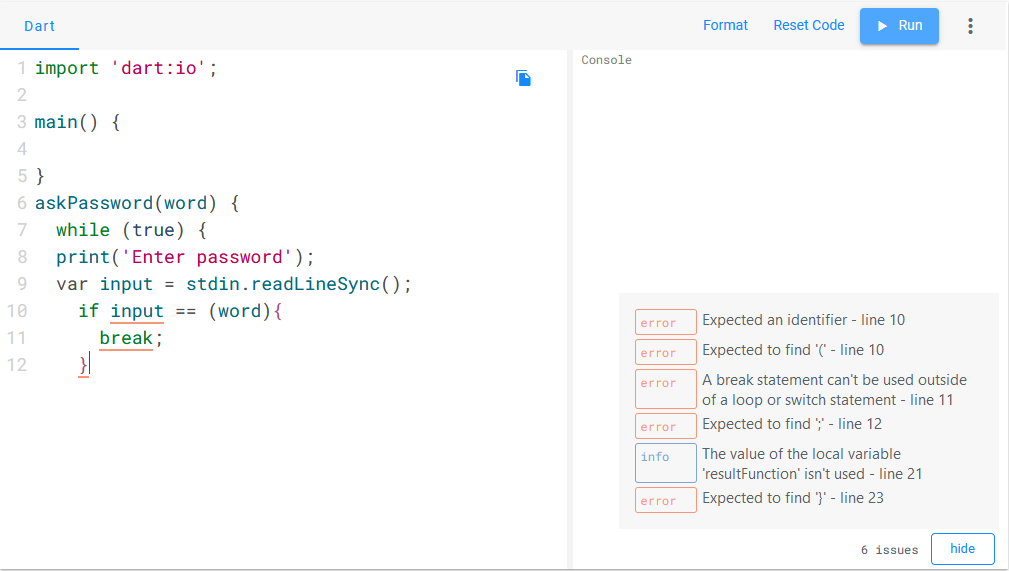 Dart
Format Reset Code Run
1 import 'dart:io';
2
3 main() {
4
5 }
6 askPassword(word) {
7 while (true) {
8 print('Enter password');
9 var input = stdin.readLineSync();
10 if input == (word){
11 break;
12 }
Console
error Expected an identifier - line 10
error Expected to find '(' - line 10
error A break statement can't be used outside
of a loop or switch statement - line 11
error Expected to find ';' - line 12
info The value of the local variable
'resultFunction' isn't used - line 21
error Expected to find '}' - line 23
6 issues hide